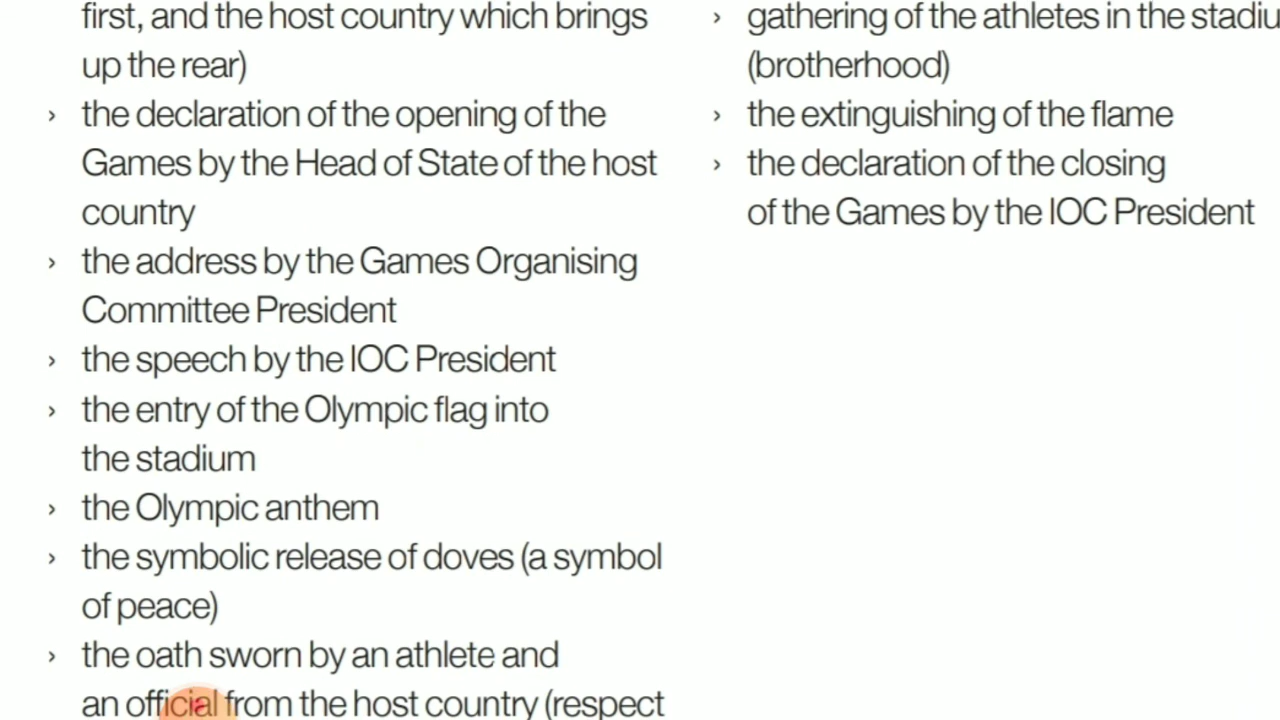 first, and the host country which brings
up the rear)
› the declaration of the opening of the
Games by the Head of State of the host
country
› the address by the Games Organising
Committee President
› the speech by the IOC President
› the entry of the Olympic flag into
the stadium
› the Olympic anthem
› the symbolic release of doves (a symbol
of peace)
› the oath sworn by an athlete and
an official from the host country (respect
› gathering of the athletes in the stadiu
(brotherhood)
› the extinguishing of the flame
› the declaration of the closing
of the Games by the IOC President